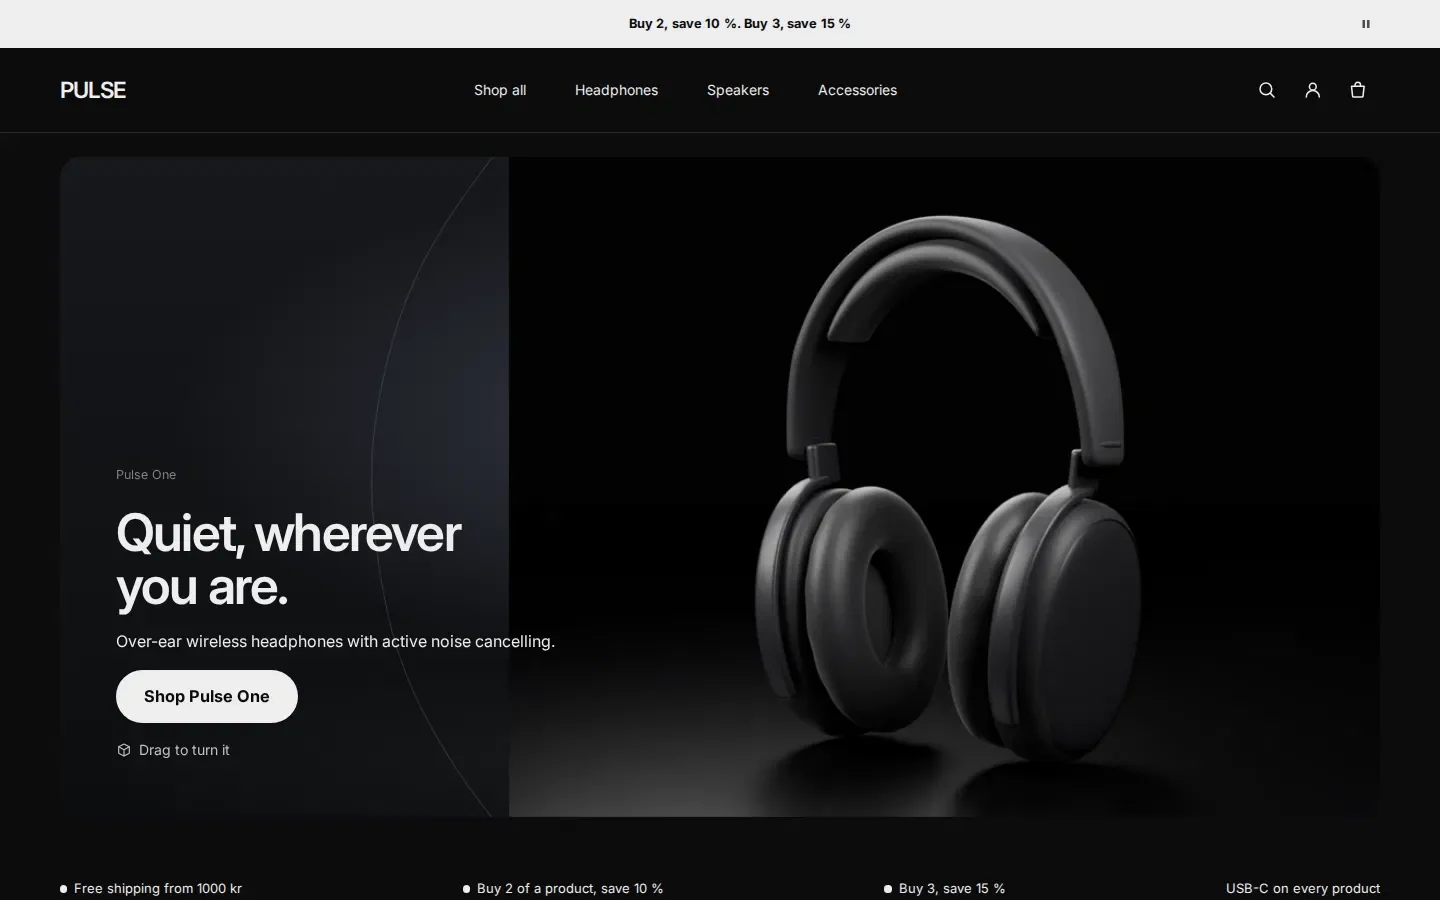 Buy 2, save 10 %. Buy 3, save 15 %
PULSE
Shop all
Headphones
Speakers
Accessories
Pulse One
Quiet, wherever
you are.
Over-ear wireless headphones with active noise cancelling.
Shop Pulse One
Drag to turn it
Free shipping from 1000 kr
Buy 2 of a product, save 10 %
Buy 3, save 15 %
USB-C on every product